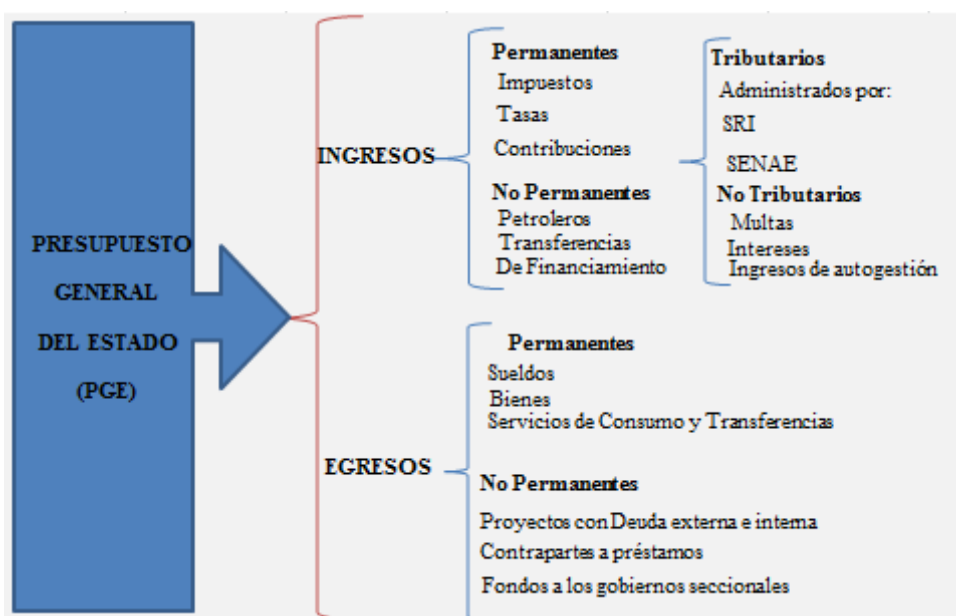 PRESUPUESTO
GENERAL
DEL ESTADO
(PGE)
INGRESOS
Permanentes
Impuestos
Tasas
Contribuciones
No Permanentes
Petroleros
Transferencias
De Financiamiento
Tributarios
Administrados por:
SRI
SENAE
No Tributarios
Multas
Intereses
Ingresos de autogestión
EGRESOS
Permanentes
Sueldos
Bienes
Servicios de Consumo y Transferencias
No Permanentes
Proyectos con Deuda externa e interna
Contrapartes a préstamos
Fondos a los gobiernos seccionales